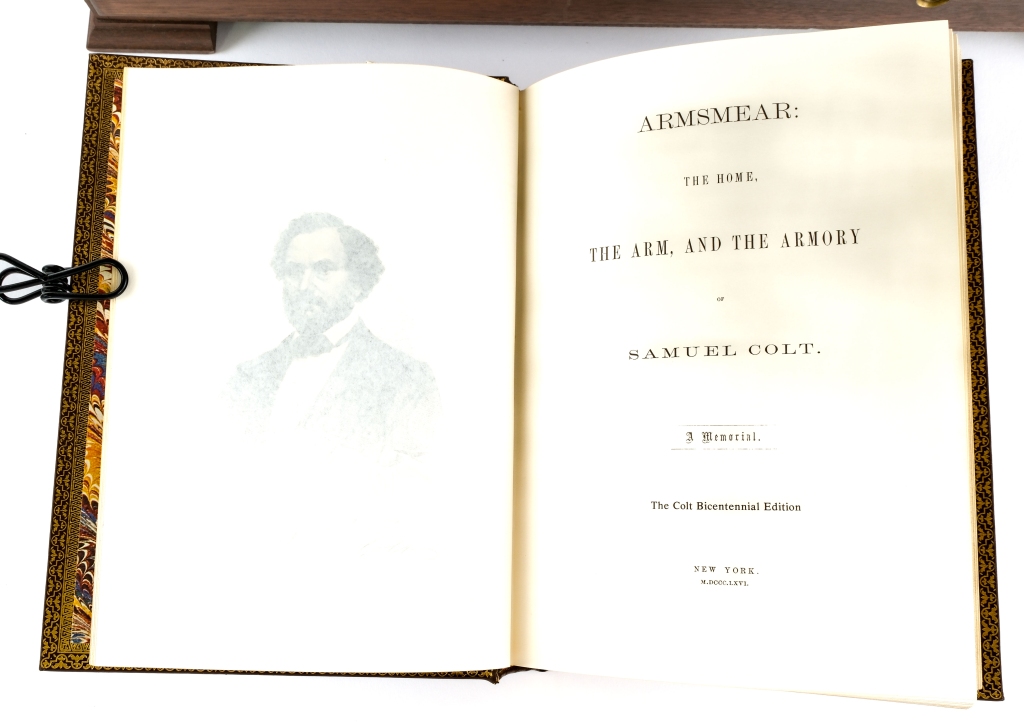 ARMSMEAR:
THE HOME,
THE ARM, AND THE ARMORY
OF
SAMUEL COLT.
A Memorial.
The Colt Bicentennial Edition
NEW YORK.
M.DCCC.LXVI.